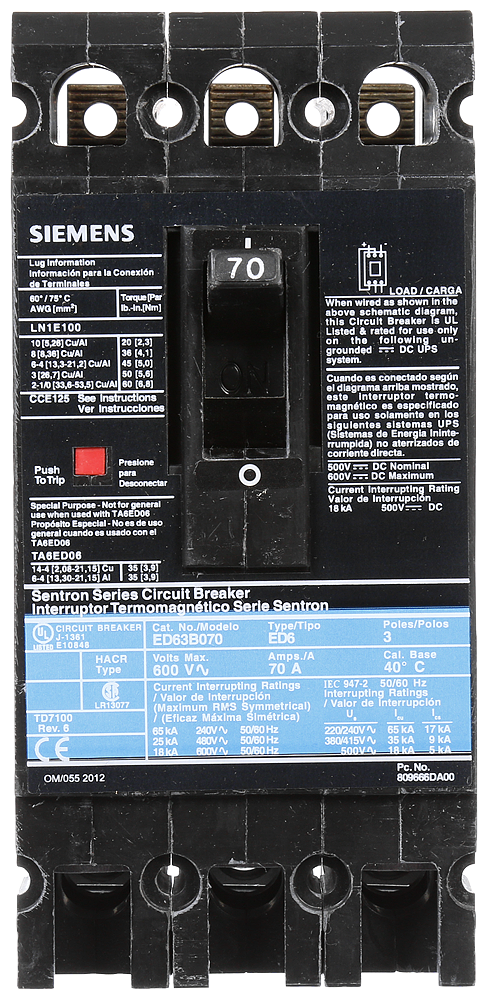 SIEMENS
Lug Information
Información para la Conexión
de Terminales
60°/75° C
AWG [mm²]
Torque[Par]
lb.-in.[Nm]
LN1E100
10 [5,26] Cu/Al 20 [2,3]
8 [8,36] Cu/Al 36 [4,1]
6-4 [13,3-21,2] Cu/Al 45 [5,0]
3 [26,7] Cu/Al 50 [5,6]
2-1/0 [33,6-53,5] Cu/Al 60 [6,8]
CCE125 See Instructions
Ver Instrucciones
Push
To Trip
Presione
para
Desconectar
Special Purpose - Not for general
use when used with TA6ED06
Propósito Especial - No es de uso
general cuando es usado con el
TA6ED06
TA6ED06
14-4 [2,08-21,15] Cu 35 [3,9]
6-4 [13,30-21,15] Al 35 [3,9]
70
ON
O
+ -
LOAD / CARGA
When wired as shown in the
above schematic diagram,
this Circuit Breaker is UL
Listed & rated for use only
on the following un-
grounded ⎓ DC UPS
system.
Cuando es conectado según
el diagrama arriba mostrado,
este Interruptor termo-
magnético es especificado
para uso solamente en los
siguientes sistemas UPS
(Sistemas de Energía Ininte-
rrumpida) no aterrizados de
corriente directa.
500V ⎓ DC Nominal
600V ⎓ DC Maximum
Current Interrupting Rating
Valor de Interrupción
18 kA 500V ⎓ DC
Sentron Series Circuit Breaker
Interruptor Termomagnético Serie Sentron
UL
LISTED
CIRCUIT BREAKER
J-1361
E10848
Cat. No./Modelo
ED63B070
Type/Tipo
ED6
Poles/Polos
3
HACR
Type
Volts Max.
600 V∿
Amps./A
70 A
Cal. Base
40° C
LR13077
TD7100
Rev. 6
CE
Current Interrupting Ratings
/ Valor de Interrupción
(Maximum RMS Symmetrical)
/ (Eficaz Máxima Simétrica)
65 kA 240V∿ 50/60 Hz
25 kA 480V∿ 50/60 Hz
18 kA 600V∿ 50/60 Hz
IEC 947-2 50/60 Hz
Interrupting Ratings
/ Valor de Interrupción
Ue Icu Ics
220/240V∿ 65 kA 17 kA
380/415V∿ 35 kA 9 kA
500V∿ 18 kA 5 kA
OM/055 2012
Pc. No.
809666DA00